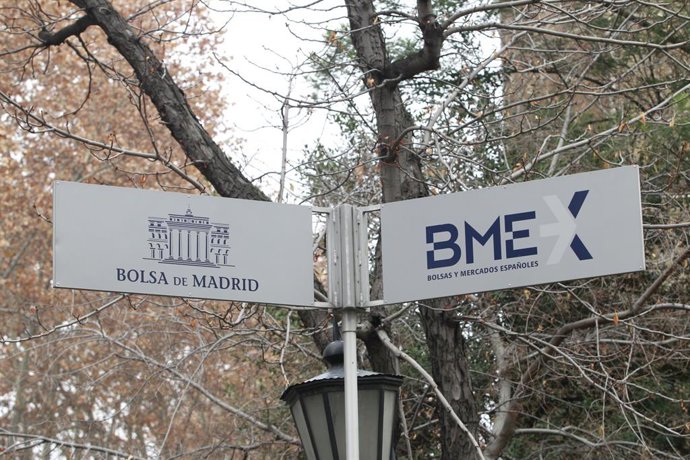 BOLSA DE MADRID
BMEX
BOLSAS Y MERCADOS ESPAÑOLES